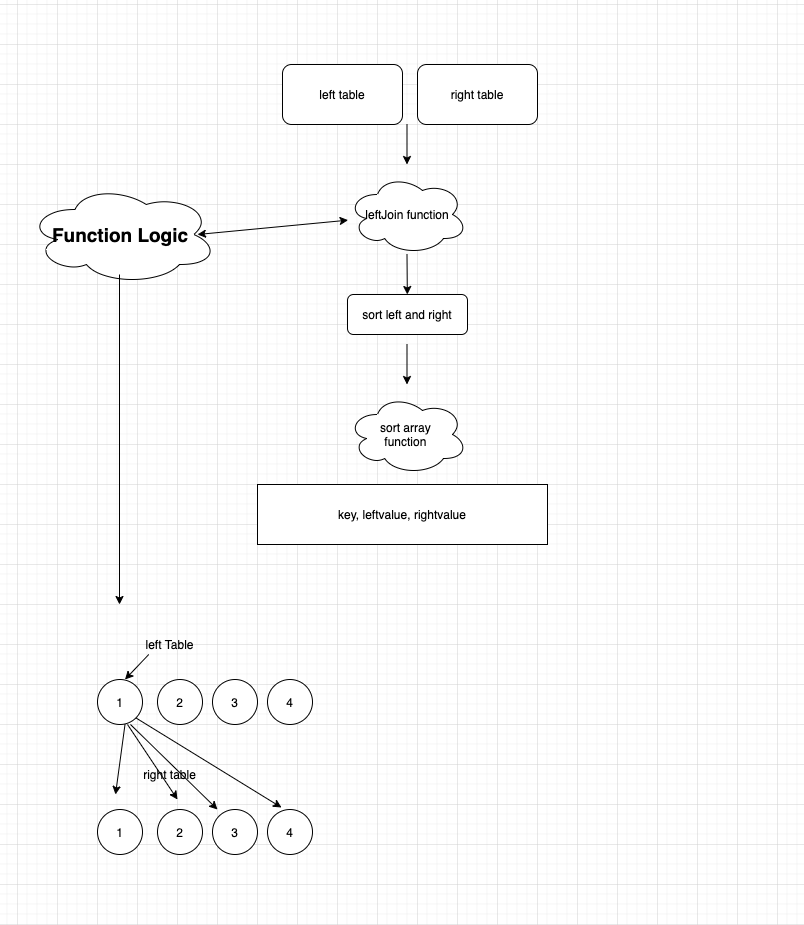 left table
right table
leftJoin function
Function Logic
sort left and right
sort array
function
key, leftvalue, rightvalue
left Table
1
2
3
4
right table
1
2
3
4